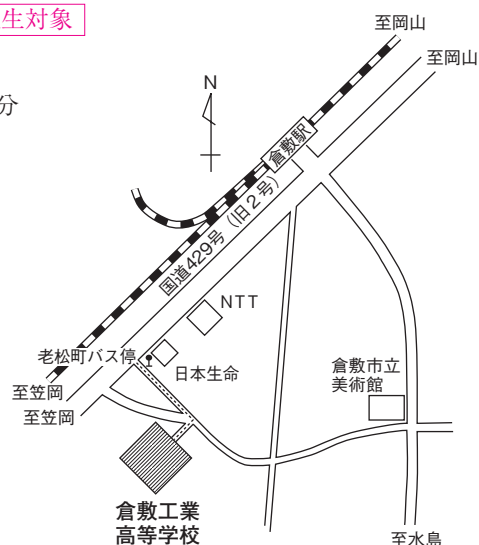 生対象
分
至岡山
至岡山
N
倉敷駅
国道429号（旧2号）
NTT
老松町バス停
日本生命
倉敷市立
美術館
至笠岡
至笠岡
倉敷工業
高等学校
至水島